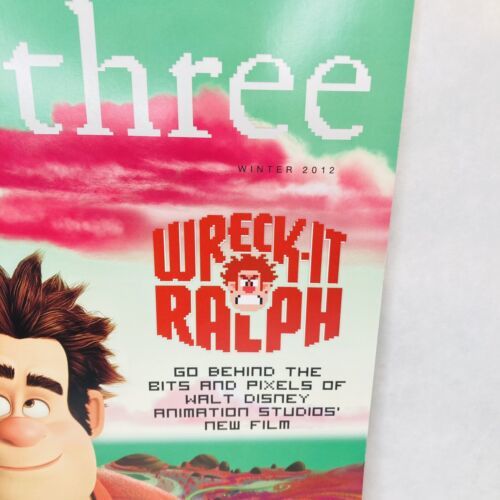 three
WINTER 2012
WRECK-IT
RALPH
GO BEHIND THE
BITS AND PIXELS OF
WALT DISNEY
ANIMATION STUDIOS'
NEW FILM